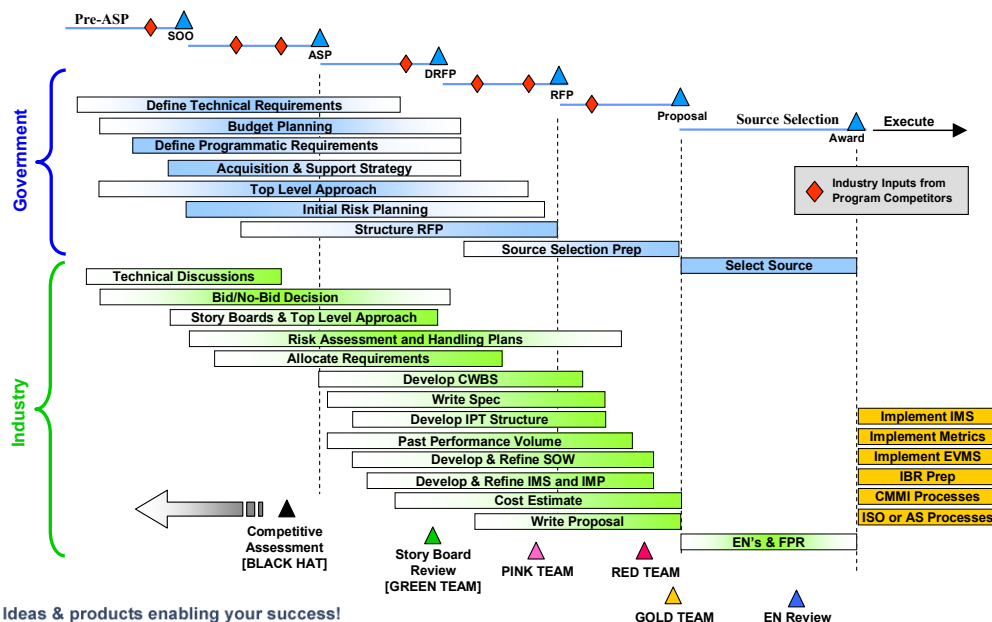 Pre-ASP
SOO
ASP
DRFP
RFP
Proposal
Source Selection
Award
Execute
Government
Define Technical Requirements
Budget Planning
Define Programmatic Requirements
Acquisition & Support Strategy
Top Level Approach
Initial Risk Planning
Structure RFP
Source Selection Prep
Select Source
Industry Inputs from
Program Competitors
Industry
Technical Discussions
Bid/No-Bid Decision
Story Boards & Top Level Approach
Risk Assessment and Handling Plans
Allocate Requirements
Develop CWBS
Write Spec
Develop IPT Structure
Past Performance Volume
Develop & Refine SOW
Develop & Refine IMS and IMP
Cost Estimate
Write Proposal
EN's & FPR
Implement IMS
Implement Metrics
Implement EVMS
IBR Prep
CMMI Processes
ISO or AS Processes
Competitive
Assessment
[BLACK HAT]
Story Board
Review
[GREEN TEAM]
PINK TEAM
RED TEAM
GOLD TEAM
EN Review
Ideas & products enabling your success!